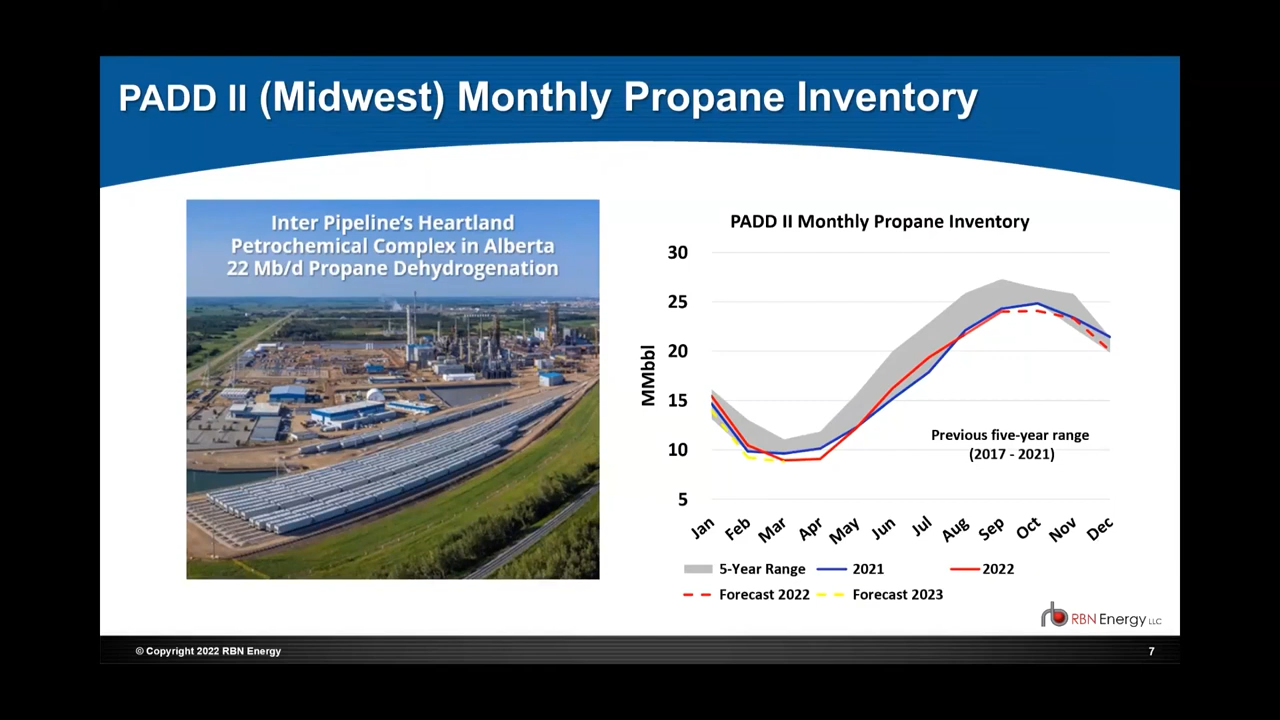 PADD II (Midwest) Monthly Propane Inventory
Inter Pipeline's Heartland
Petrochemical Complex in Alberta
22 Mb/d Propane Dehydrogenation
PADD II Monthly Propane Inventory
MMbbl
30
25
20
15
10
5
Previous five-year range
(2017 - 2021)
Jan Feb Mar Apr May Jun Jul Aug Sep Oct Nov Dec
5-Year Range 2021 2022
Forecast 2022 Forecast 2023
RBN Energy LLC
© Copyright 2022 RBN Energy
7